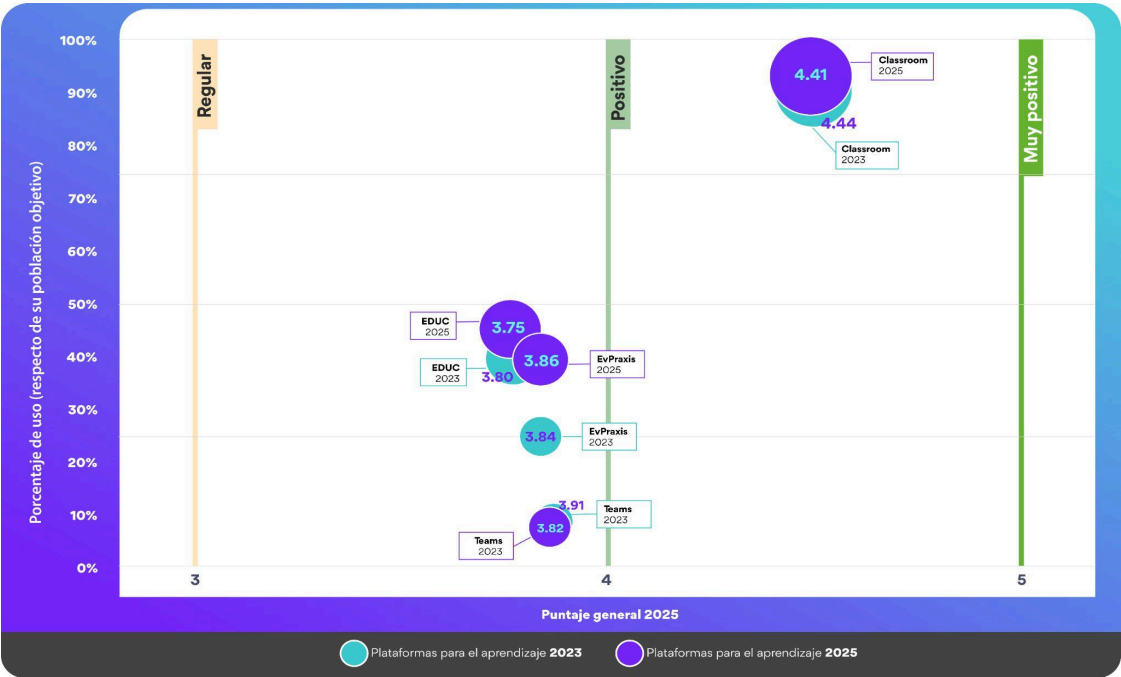 100%
90%
80%
70%
60%
50%
40%
30%
20%
10%
0%
Porcentaje de uso (respecto de su población objetivo)
Regular
Positivo
Muy positivo
4.41
Classroom
2025
4.44
Classroom
2023
EDUC
2025
3.75
EDUC
2023
3.80
3.86
EvPraxis
2025
3.84
EvPraxis
2023
3.91
Teams
2023
3.82
Teams
2023
3
4
5
Puntaje general 2025
Plataformas para el aprendizaje 2023
Plataformas para el aprendizaje 2025